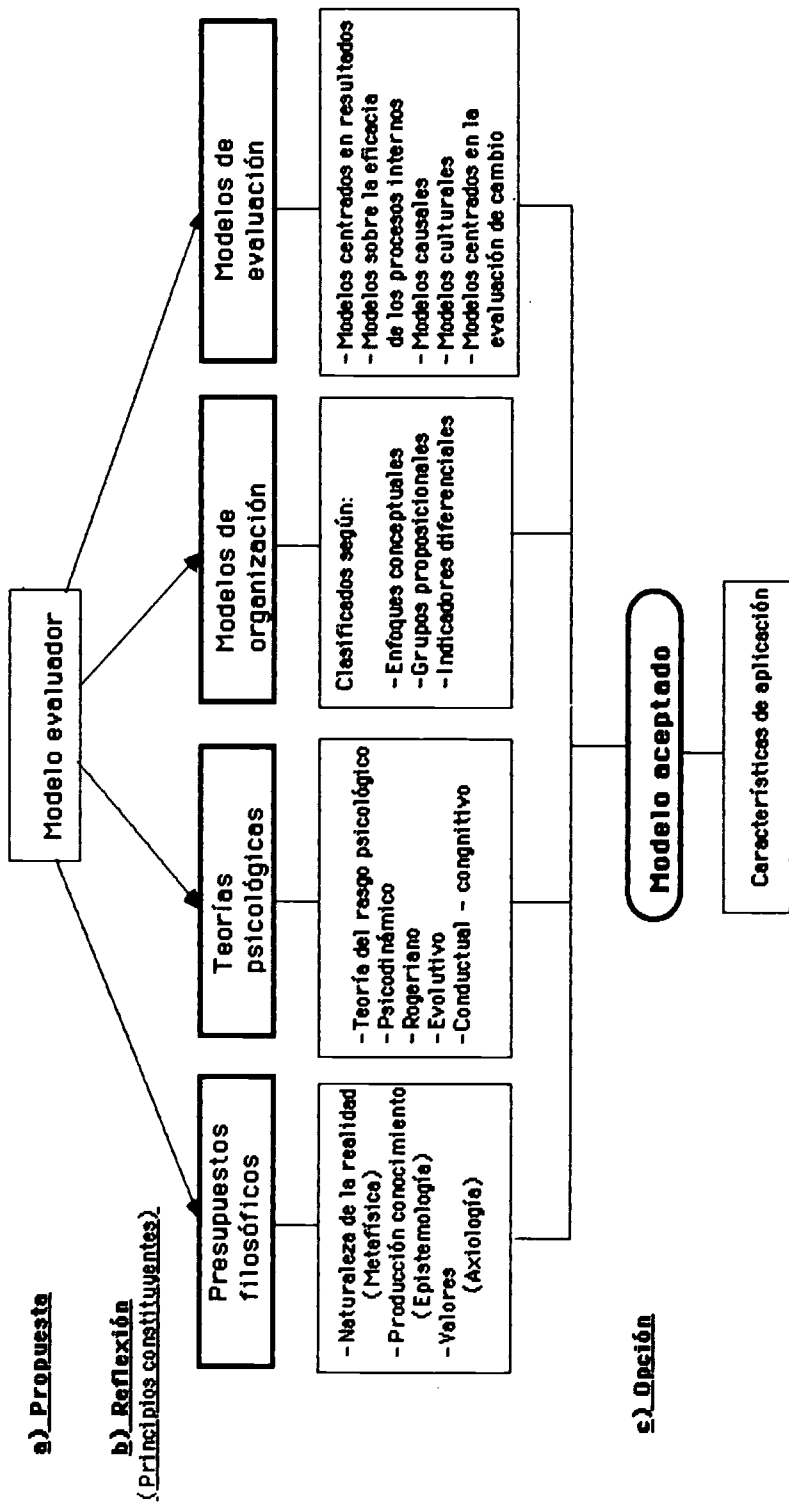 a) Propuesta
Modelo evaluador
b) Reflexión
(Principios constituyentes)
Presupuestos
filosóficos
Teorías
psicológicas
Modelos de
organización
Modelos de
evaluación
-Naturaleza de la realidad
(Metafísica)
-Producción conocimiento
(Epistemología)
-Valores
(Axiología)
-Teoría del rasgo psicológico
-Psicodinámico
-Rogeriano
-Evolutivo
-Conductual - congnitivo
Clasificados según:
-Enfoques conceptuales
-Grupos proposicionales
-Indicadores diferenciales
-Modelos centrados en resultados
-Modelos sobre la eficacia
de los procesos internos
-Modelos causales
-Modelos culturales
-Modelos centrados en la
evaluación de cambio
c) Opción
Modelo aceptado
Características de aplicación